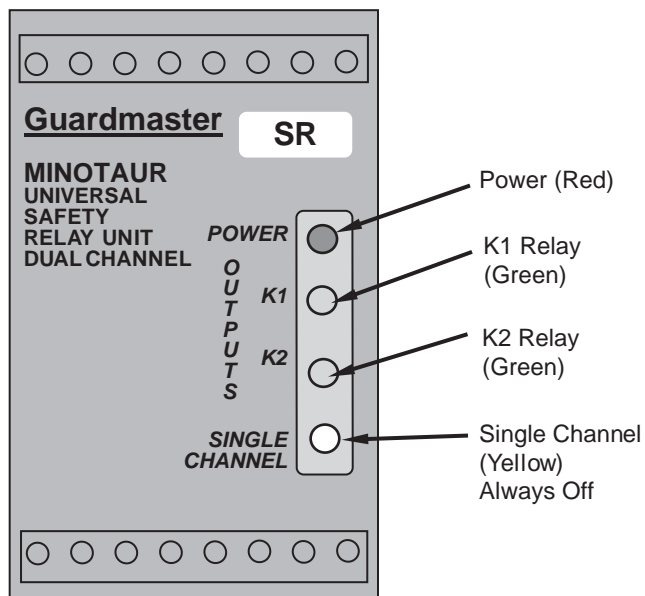 Guardmaster
SR
MINOTAUR
UNIVERSAL
SAFETY
RELAY UNIT
DUAL CHANNEL
POWER
OUTPUTS
K1
K2
SINGLE
CHANNEL
Power (Red)
K1 Relay
(Green)
K2 Relay
(Green)
Single Channel
(Yellow)
Always Off